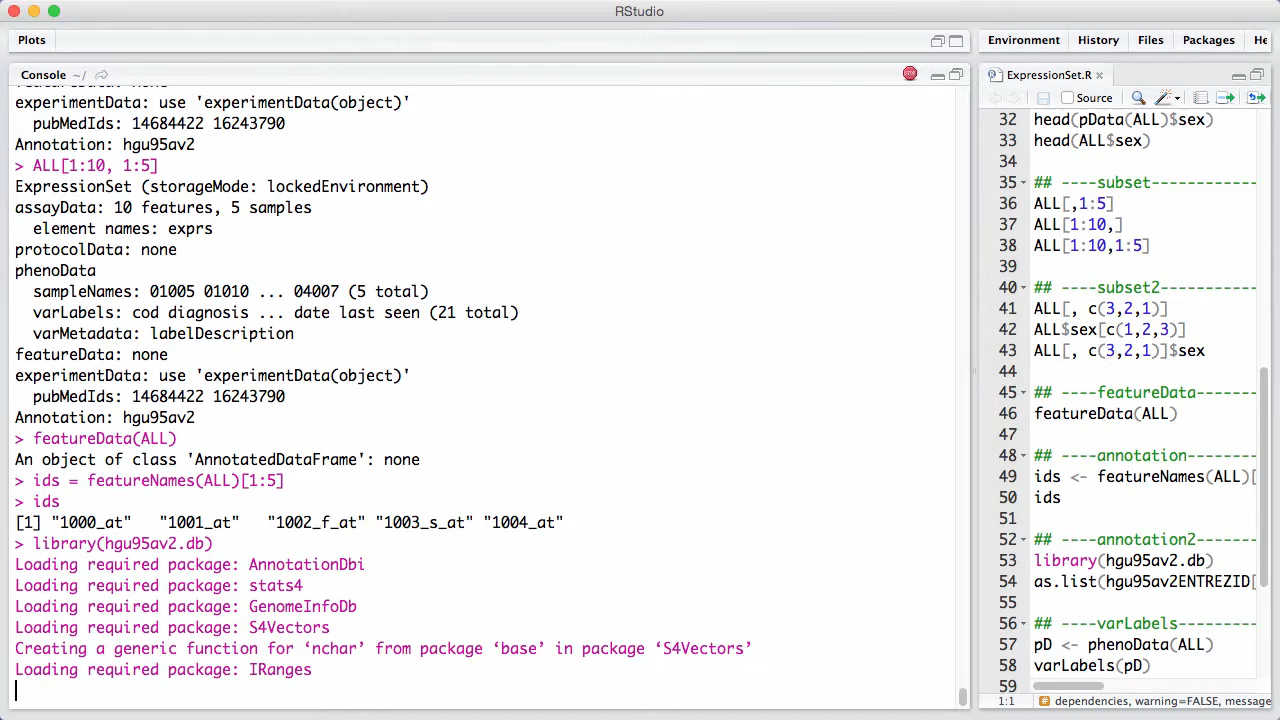 RStudio
Plots
Console ~/
experimentData: use 'experimentData(object)'
  pubMedIds: 14684422 16243790
Annotation: hgu95av2
> ALL[1:10, 1:5]
ExpressionSet (storageMode: lockedEnvironment)
assayData: 10 features, 5 samples
  element names: exprs
protocolData: none
phenoData
  sampleNames: 01005 01010 ... 04007 (5 total)
  varLabels: cod diagnosis ... date last seen (21 total)
  varMetadata: labelDescription
featureData: none
experimentData: use 'experimentData(object)'
  pubMedIds: 14684422 16243790
Annotation: hgu95av2
> featureData(ALL)
An object of class 'AnnotatedDataFrame': none
> ids = featureNames(ALL)[1:5]
> ids
[1] "1000_at"   "1001_at"   "1002_f_at" "1003_s_at" "1004_at"
> library(hgu95av2.db)
Loading required package: AnnotationDbi
Loading required package: stats4
Loading required package: GenomeInfoDb
Loading required package: S4Vectors
Creating a generic function for ‘nchar’ from package ‘base’ in package ‘S4Vectors’
Loading required package: IRanges
Environment History Files Packages He
ExpressionSet.R
Source
32 head(pData(ALL)$sex)
33 head(ALL$sex)
34
35 ## ----subset------------
36 ALL[,1:5]
37 ALL[1:10,]
38 ALL[1:10,1:5]
39
40 ## ----subset2-----------
41 ALL[, c(3,2,1)]
42 ALL$sex[c(1,2,3)]
43 ALL[, c(3,2,1)]$sex
44
45 ## ----featureData-------
46 featureData(ALL)
47
48 ## ----annotation--------
49 ids <- featureNames(ALL)[
50 ids
51
52 ## ----annotation2-------
53 library(hgu95av2.db)
54 as.list(hgu95av2ENTREZID[
55
56 ## ----varLabels---------
57 pD <- phenoData(ALL)
58 varLabels(pD)
59
1:1 # dependencies, warning=FALSE, message